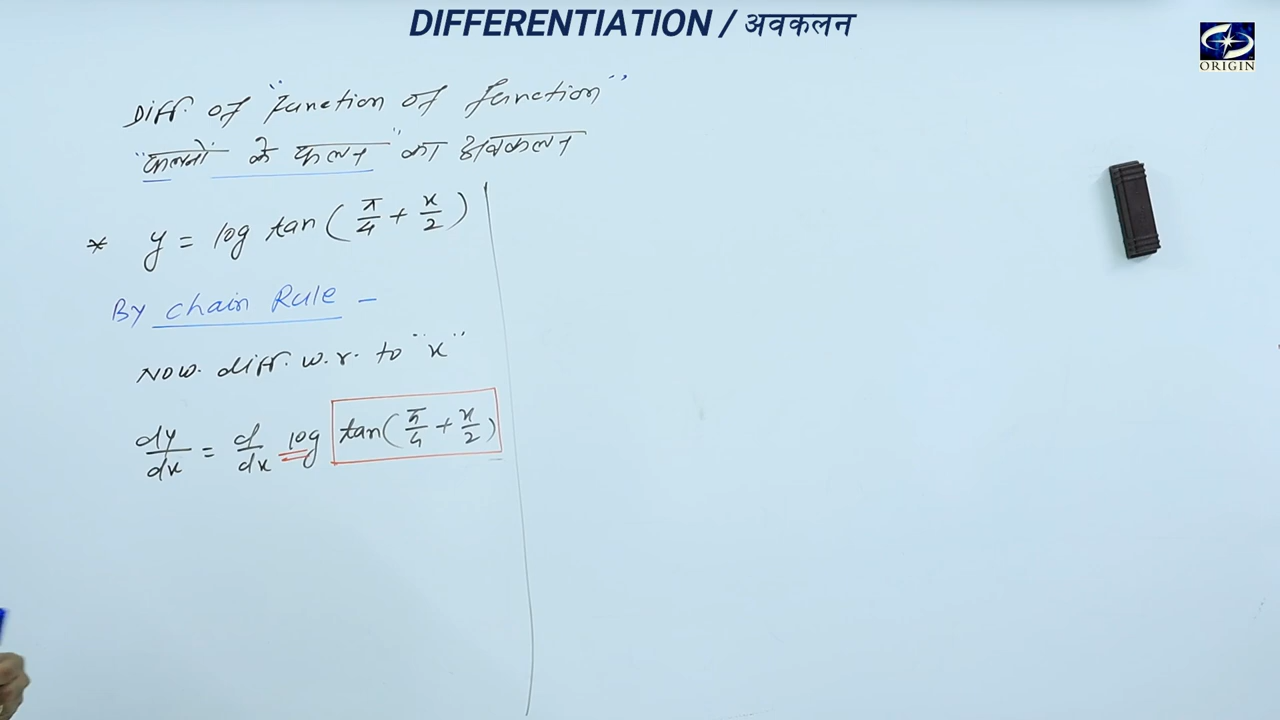 DIFFERENTIATION / अवकलन
ORIGIN
Diff. of "Function of function"
"फलनों के फलन" का अवकलन
* y = log tan ( π/4 + x/2 )
By chain Rule -
Now. diff. w.r. to "x"
dy/dx = d/dx log tan( π/4 + x/2 )